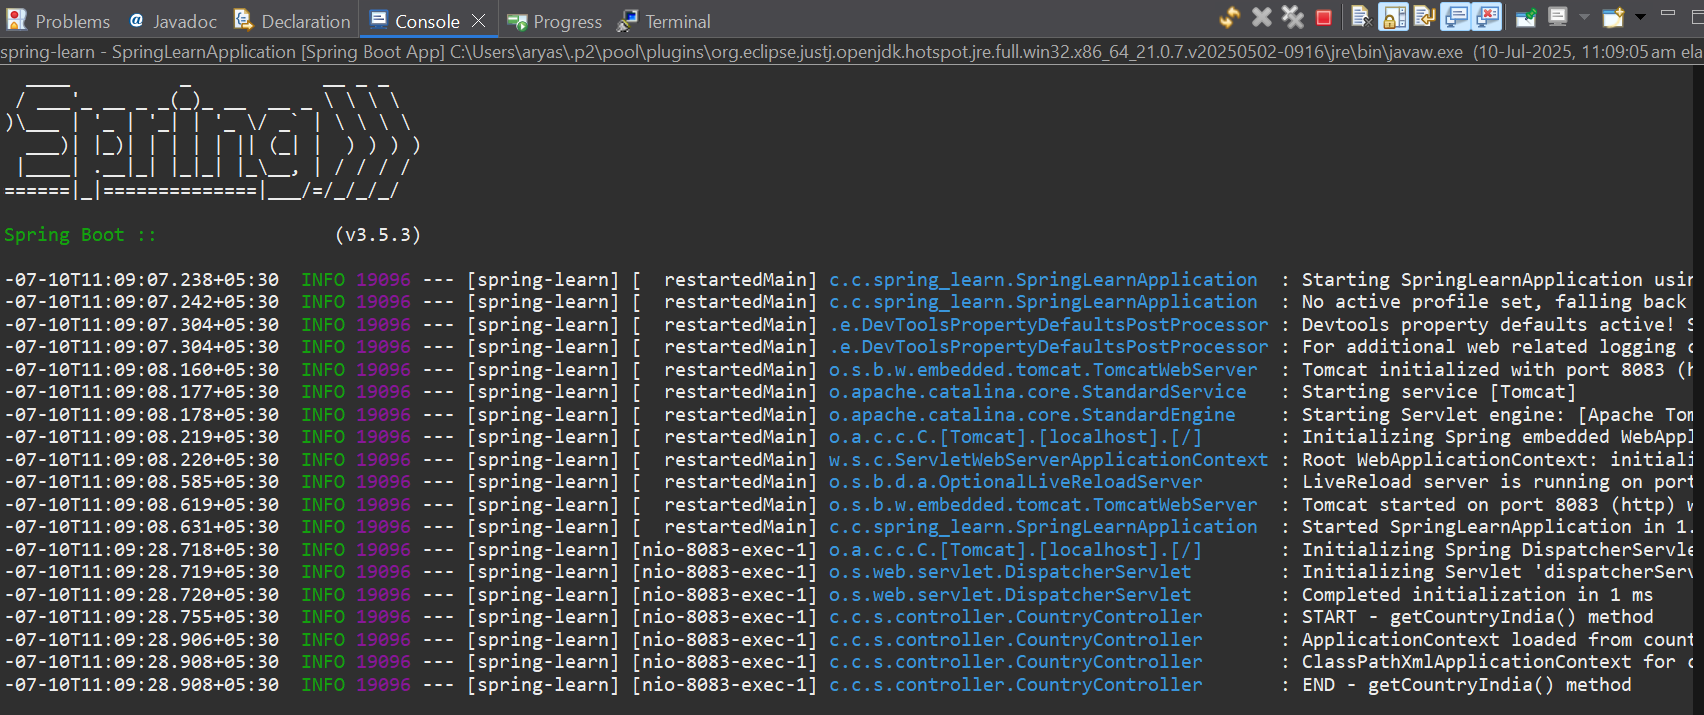 Problems @ Javadoc Declaration Console Progress Terminal
spring-learn - SpringLearnApplication [Spring Boot App] C:\Users\aryas\.p2\pool\plugins\org.eclipse.justj.openjdk.hotspot.jre.full.win32.x86_64_21.0.7.v20250502-0916\jre\bin\javaw.exe (10-Jul-2025, 11:09:05 am ela
Spring
Spring Boot :: (v3.5.3)
-07-10T11:09:07.238+05:30 INFO 19096 --- [spring-learn] [ restartedMain] c.c.spring_learn.SpringLearnApplication : Starting SpringLearnApplication usin
-07-10T11:09:07.242+05:30 INFO 19096 --- [spring-learn] [ restartedMain] c.c.spring_learn.SpringLearnApplication : No active profile set, falling back
-07-10T11:09:07.304+05:30 INFO 19096 --- [spring-learn] [ restartedMain] .e.DevToolsPropertyDefaultsPostProcessor : Devtools property defaults active! S
-07-10T11:09:07.304+05:30 INFO 19096 --- [spring-learn] [ restartedMain] .e.DevToolsPropertyDefaultsPostProcessor : For additional web related logging c
-07-10T11:09:08.160+05:30 INFO 19096 --- [spring-learn] [ restartedMain] o.s.b.w.embedded.tomcat.TomcatWebServer : Tomcat initialized with port 8083 (h
-07-10T11:09:08.177+05:30 INFO 19096 --- [spring-learn] [ restartedMain] o.apache.catalina.core.StandardService : Starting service [Tomcat]
-07-10T11:09:08.178+05:30 INFO 19096 --- [spring-learn] [ restartedMain] o.apache.catalina.core.StandardEngine : Starting Servlet engine: [Apache Tom
-07-10T11:09:08.219+05:30 INFO 19096 --- [spring-learn] [ restartedMain] o.a.c.c.C.[Tomcat].[localhost].[/] : Initializing Spring embedded WebAppl
-07-10T11:09:08.220+05:30 INFO 19096 --- [spring-learn] [ restartedMain] w.s.c.ServletWebServerApplicationContext : Root WebApplicationContext: initiali
-07-10T11:09:08.585+05:30 INFO 19096 --- [spring-learn] [ restartedMain] o.s.b.d.a.OptionalLiveReloadServer : LiveReload server is running on port
-07-10T11:09:08.619+05:30 INFO 19096 --- [spring-learn] [ restartedMain] o.s.b.w.embedded.tomcat.TomcatWebServer : Tomcat started on port 8083 (http) w
-07-10T11:09:08.631+05:30 INFO 19096 --- [spring-learn] [ restartedMain] c.c.spring_learn.SpringLearnApplication : Started SpringLearnApplication in 1.
-07-10T11:09:28.718+05:30 INFO 19096 --- [spring-learn] [nio-8083-exec-1] o.a.c.c.C.[Tomcat].[localhost].[/] : Initializing Spring DispatcherServle
-07-10T11:09:28.719+05:30 INFO 19096 --- [spring-learn] [nio-8083-exec-1] o.s.web.servlet.DispatcherServlet : Initializing Servlet 'dispatcherServ
-07-10T11:09:28.720+05:30 INFO 19096 --- [spring-learn] [nio-8083-exec-1] o.s.web.servlet.DispatcherServlet : Completed initialization in 1 ms
-07-10T11:09:28.755+05:30 INFO 19096 --- [spring-learn] [nio-8083-exec-1] c.c.s.controller.CountryController : START - getCountryIndia() method
-07-10T11:09:28.906+05:30 INFO 19096 --- [spring-learn] [nio-8083-exec-1] c.c.s.controller.CountryController : ApplicationContext loaded from count
-07-10T11:09:28.908+05:30 INFO 19096 --- [spring-learn] [nio-8083-exec-1] c.c.s.controller.CountryController : ClassPathXmlApplicationContext for c
-07-10T11:09:28.908+05:30 INFO 19096 --- [spring-learn] [nio-8083-exec-1] c.c.s.controller.CountryController : END - getCountryIndia() method